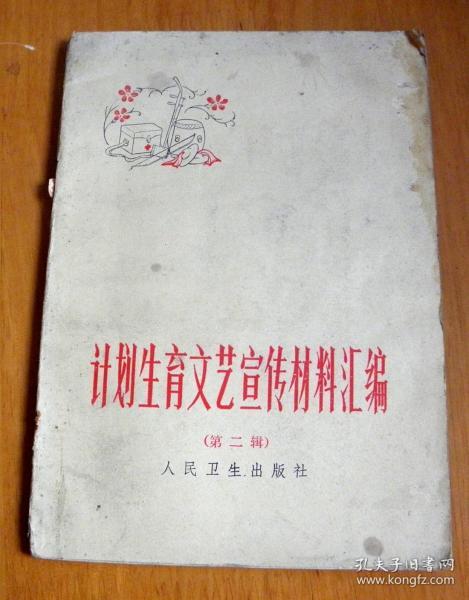 计划生育文艺宣传材料汇编
(第二辑)
人民卫生出版社
孔夫子旧书网
www.kongfz.com